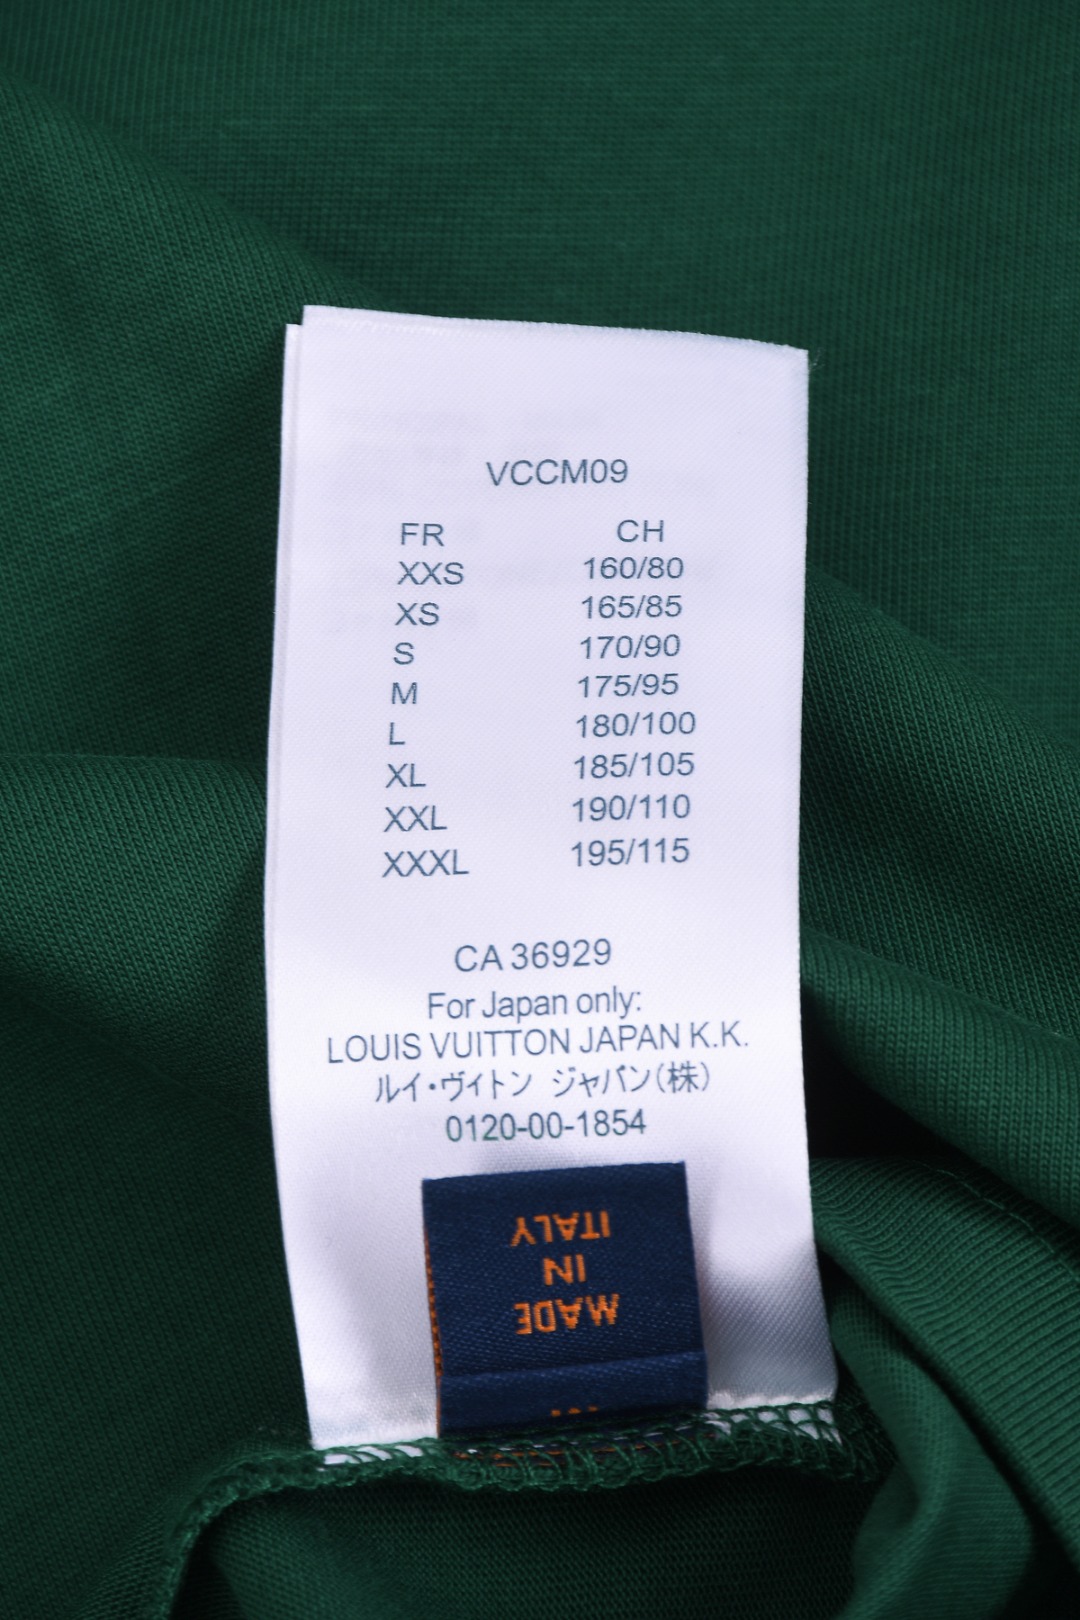 VCCM09
FR CH
XXS 160/80
XS 165/85
S 170/90
M 175/95
L 180/100
XL 185/105
XXL 190/110
XXXL 195/115
CA 36929
For Japan only:
LOUIS VUITTON JAPAN K.K.
ルイ・ヴィトン ジャパン(株)
0120-00-1854
MADE
IN
ITALY